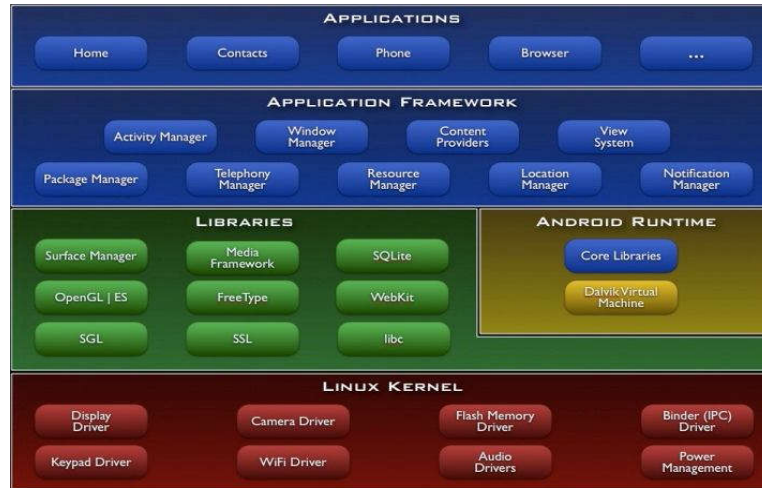 APPLICATIONS
Home
Contacts
Phone
Browser
...
APPLICATION FRAMEWORK
Activity Manager
Window
Manager
Content
Providers
View
System
Package Manager
Telephony
Manager
Resource
Manager
Location
Manager
Notification
Manager
LIBRARIES
Surface Manager
Media
Framework
SQLite
OpenGL | ES
FreeType
WebKit
SGL
SSL
libc
ANDROID RUNTIME
Core Libraries
Dalvik Virtual
Machine
LINUX KERNEL
Display
Driver
Camera Driver
Flash Memory
Driver
Binder (IPC)
Driver
Keypad Driver
WiFi Driver
Audio
Drivers
Power
Management